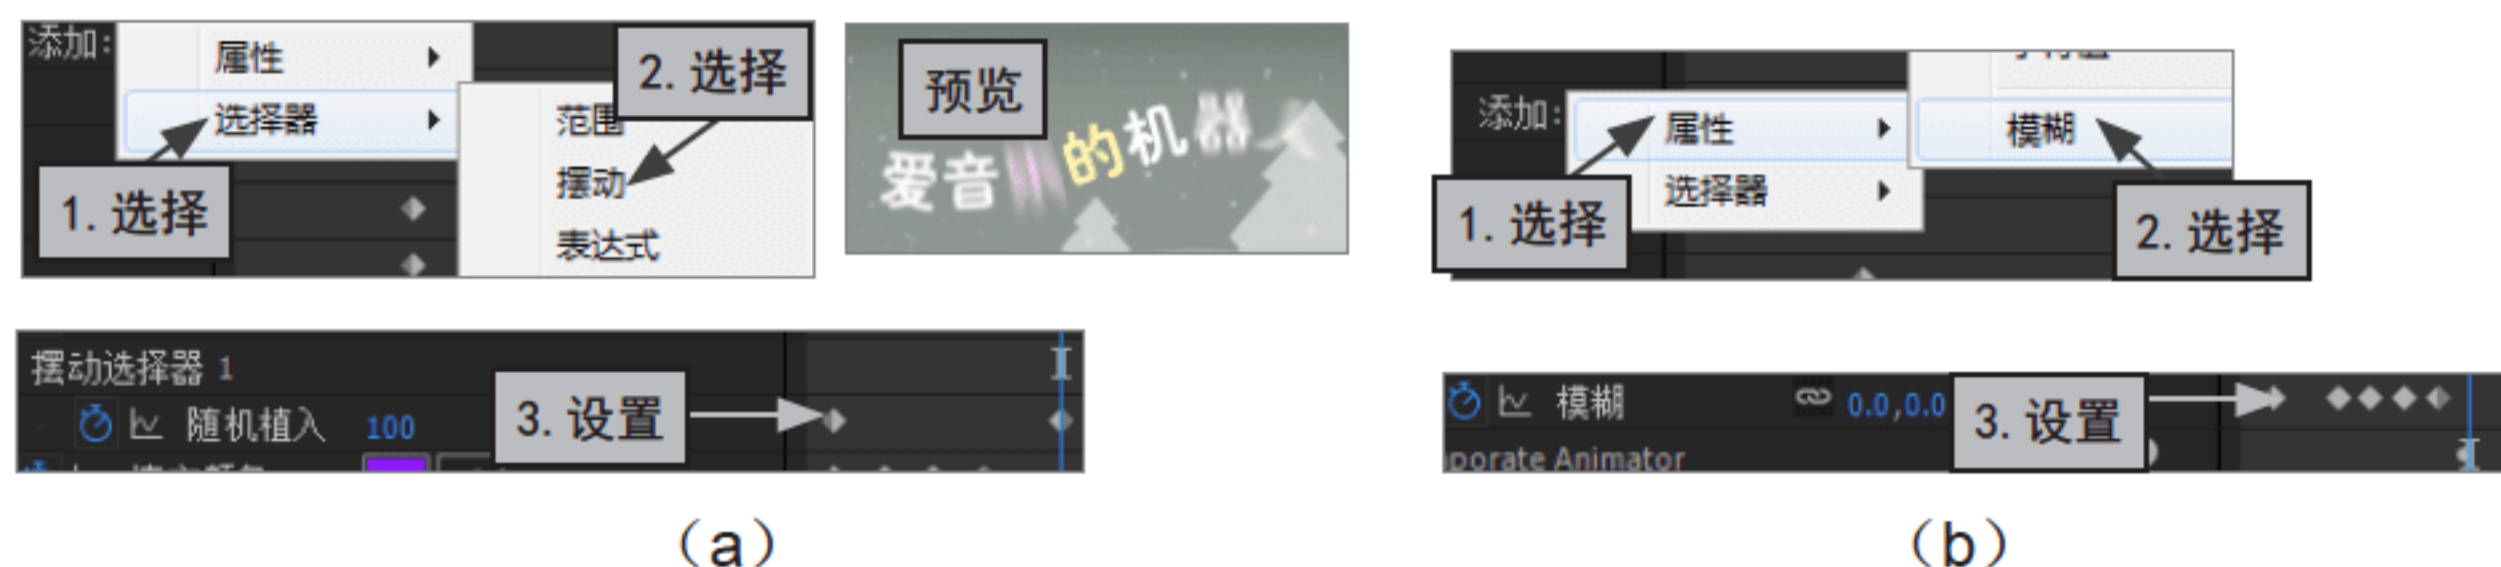 添加:
属性
选择器
1.选择
2.选择
范围
摆动
表达式
预览
爱音
的机器
摆动选择器 1
随机植入 100
3.设置
(a)
添加:
属性
选择器
1.选择
模糊
2.选择
模糊 0.0,0.0
3.设置
porate Animator
(b)